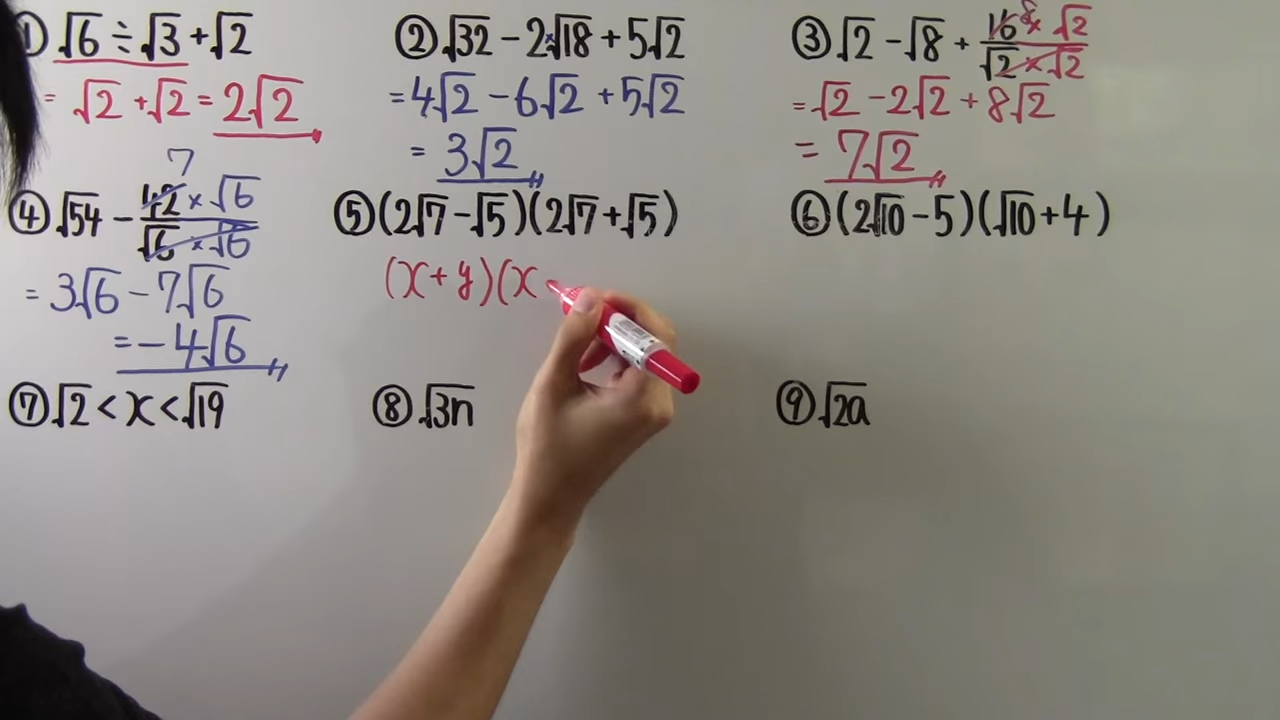 ① √6 ÷ √3 + √2
= √2 + √2 = 2√2
② √32 − 2×√18 + 5√2
= 4√2 − 6√2 + 5√2
= 3√2
③ √2 − √8 + 16 8 × √2 / √2 × √2
= √2 − 2√2 + 8√2
= 7√2
④ √54 − 42 7 × √6 / √6 × √6
= 3√6 − 7√6
= −4√6
⑤ (2√7 − √5)(2√7 + √5)
(x + y)(x
⑥ (2√10 − 5)(√10 + 4)
⑦ √2 < x < √19
⑧ √3n
⑨ √2a